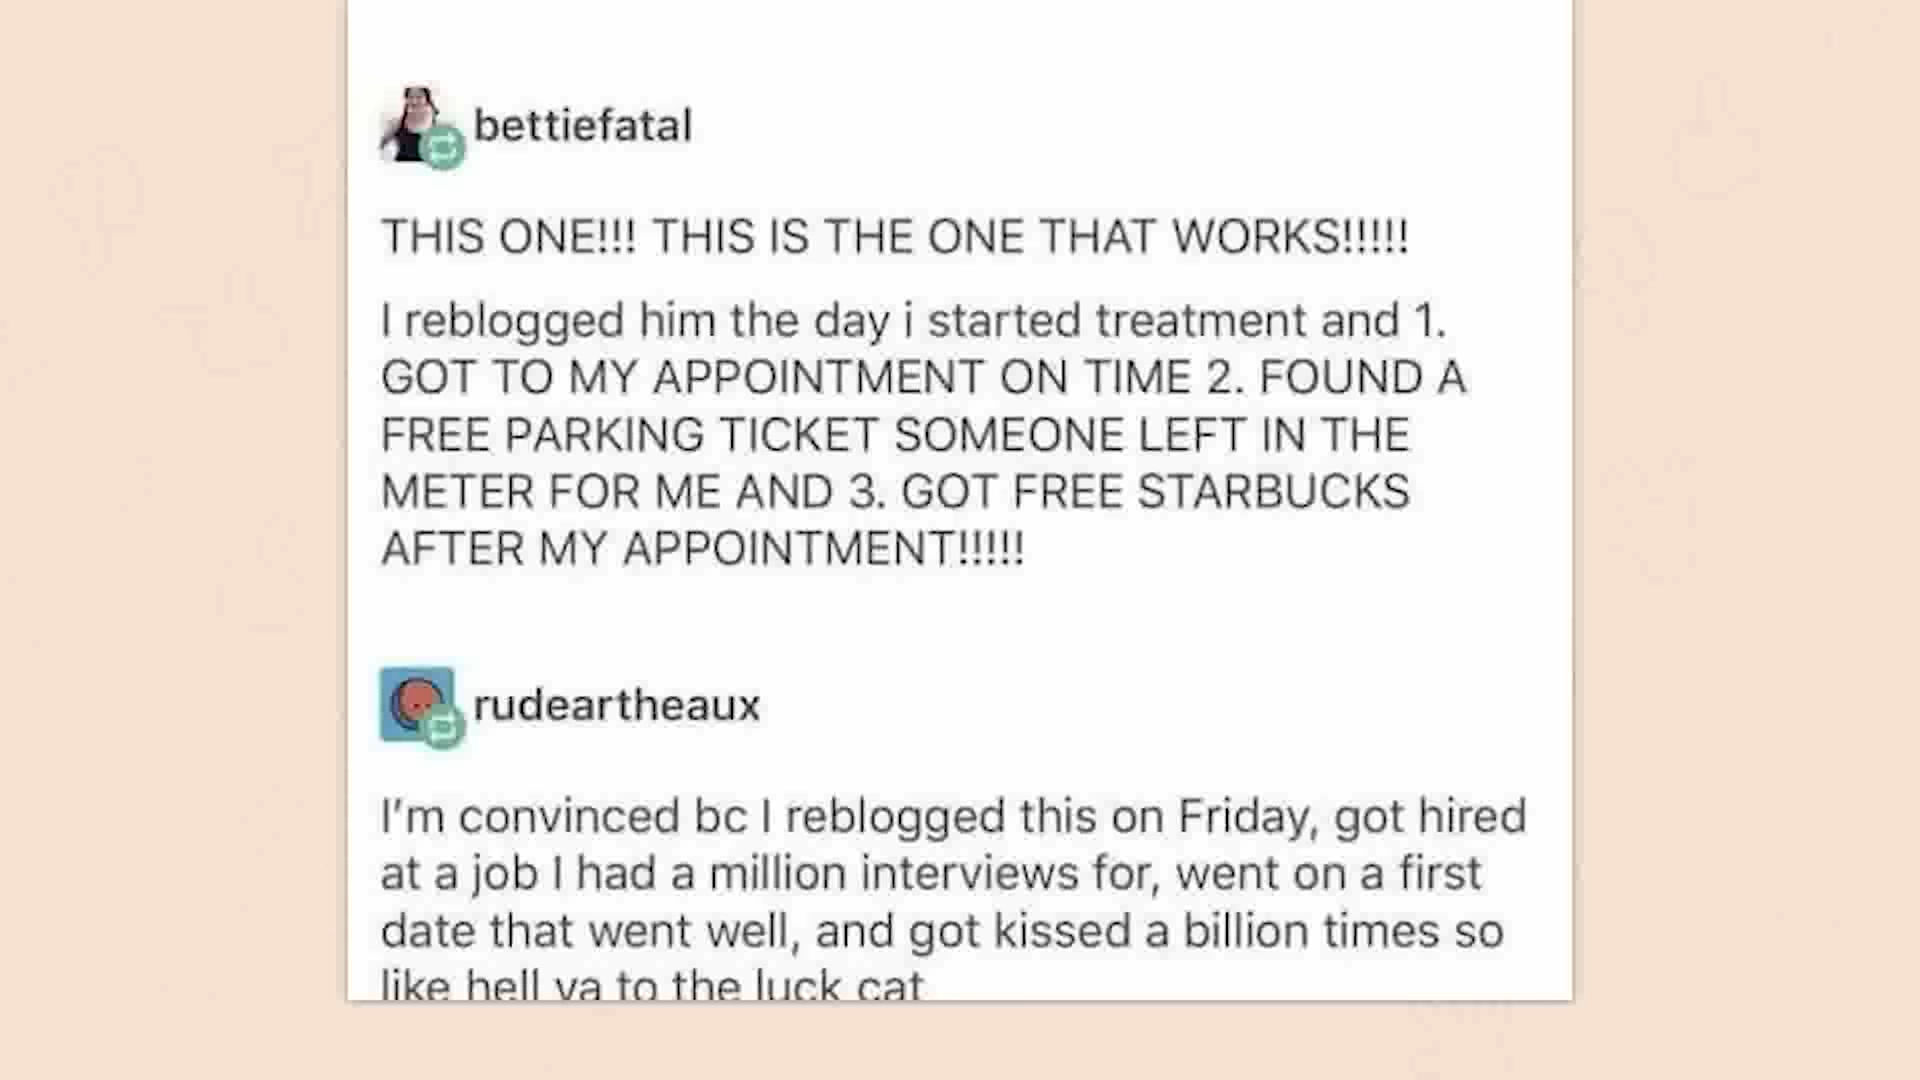 bettiefatal
THIS ONE!!! THIS IS THE ONE THAT WORKS!!!!!
I reblogged him the day i started treatment and 1.
GOT TO MY APPOINTMENT ON TIME 2. FOUND A
FREE PARKING TICKET SOMEONE LEFT IN THE
METER FOR ME AND 3. GOT FREE STARBUCKS
AFTER MY APPOINTMENT!!!!!
rudeartheaux
I'm convinced bc I reblogged this on Friday, got hired
at a job I had a million interviews for, went on a first
date that went well, and got kissed a billion times so
like hell ya to the luck cat